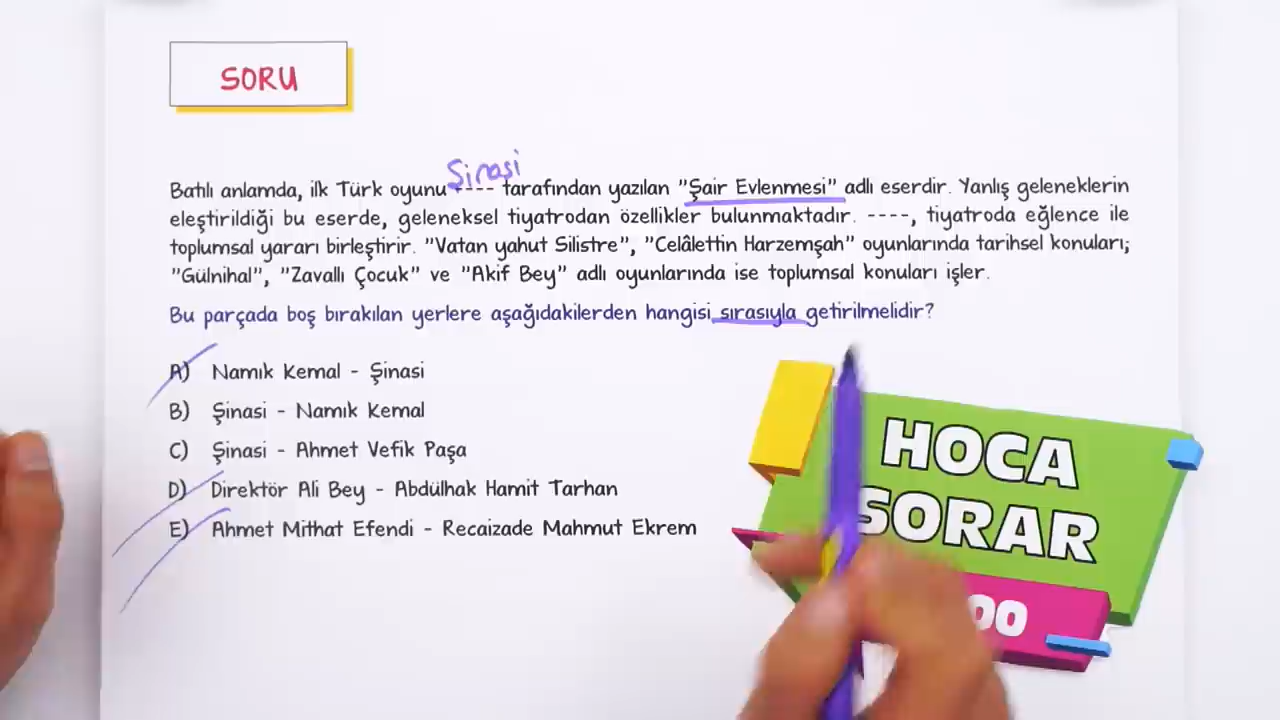 SORU
Şinasi
Batılı anlamda, ilk Türk oyunu ---- tarafından yazılan "Şair Evlenmesi" adlı eserdir. Yanlış geleneklerin
eleştirildiği bu eserde, geleneksel tiyatrodan özellikler bulunmaktadır. ----, tiyatroda eğlence ile
toplumsal yararı birleştirir. "Vatan yahut Silistre", "Celâlettin Harzemşah" oyunlarında tarihsel konuları;
"Gülnihal", "Zavallı Çocuk" ve "Akif Bey" adlı oyunlarında ise toplumsal konuları işler.
Bu parçada boş bırakılan yerlere aşağıdakilerden hangisi sırasıyla getirilmelidir?
A) Namık Kemal - Şinasi
B) Şinasi - Namık Kemal
C) Şinasi - Ahmet Vefik Paşa
D) Direktör Ali Bey - Abdülhak Hamit Tarhan
E) Ahmet Mithat Efendi - Recaizade Mahmut Ekrem
HOCA
SORAR